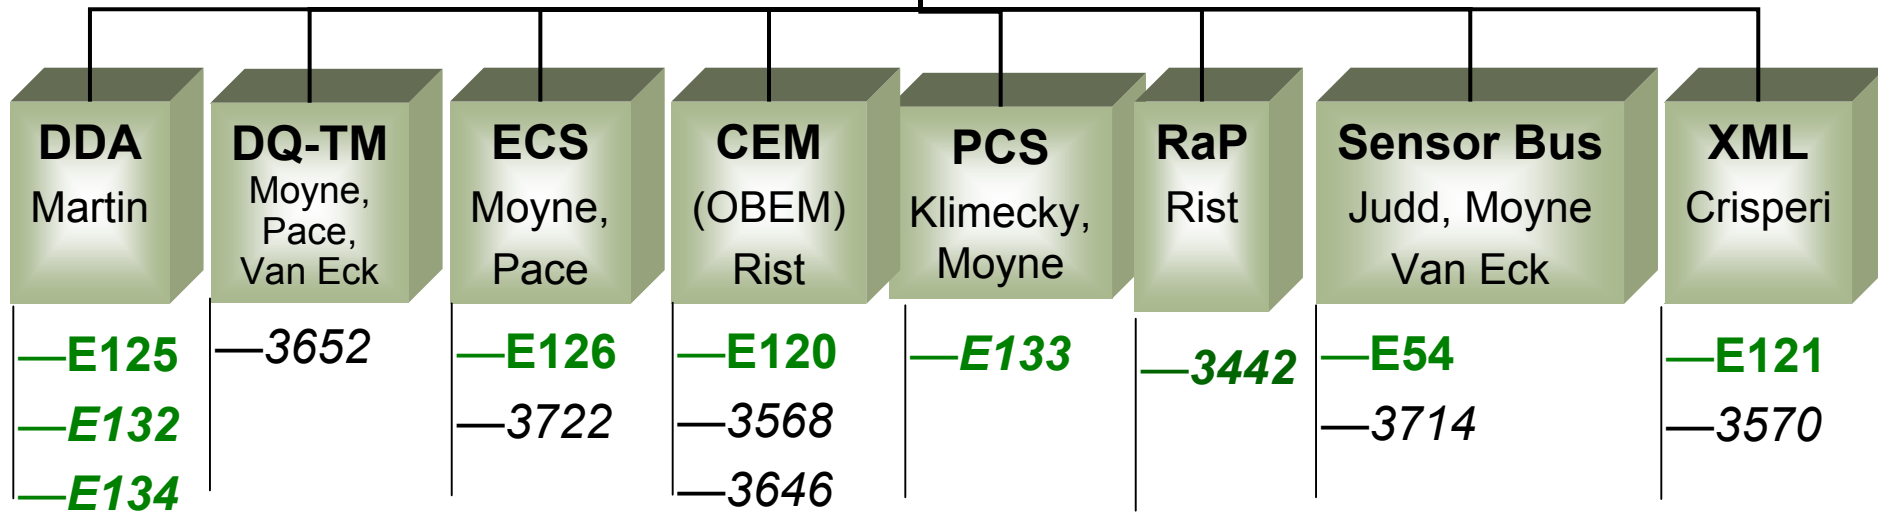 DDA
Martin
—E125
—E132
—E134
DQ-TM
Moyne,
Pace,
Van Eck
—3652
ECS
Moyne,
Pace
—E126
—3722
CEM
(OBEM)
Rist
—E120
—3568
—3646
PCS
Klimecky,
Moyne
—E133
RaP
Rist
—3442
Sensor Bus
Judd, Moyne
Van Eck
—E54
—3714
XML
Crisperi
—E121
—3570